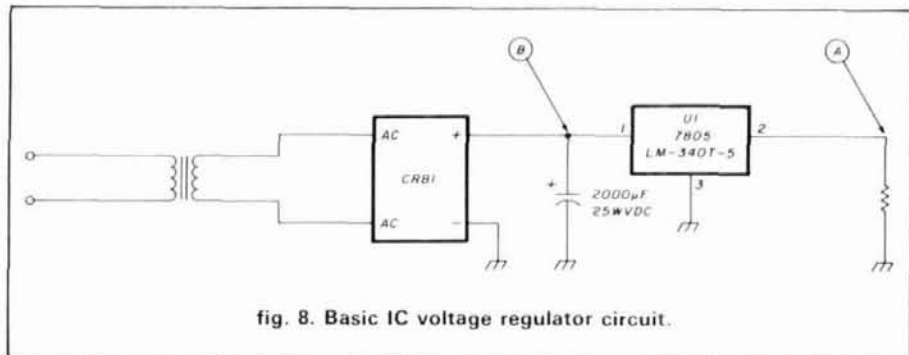 B
A
AC
+
CRB1
AC
-
1
U1
7805
LM-340T-5
2
3
+
2000µF
25WVDC
fig. 8. Basic IC voltage regulator circuit.